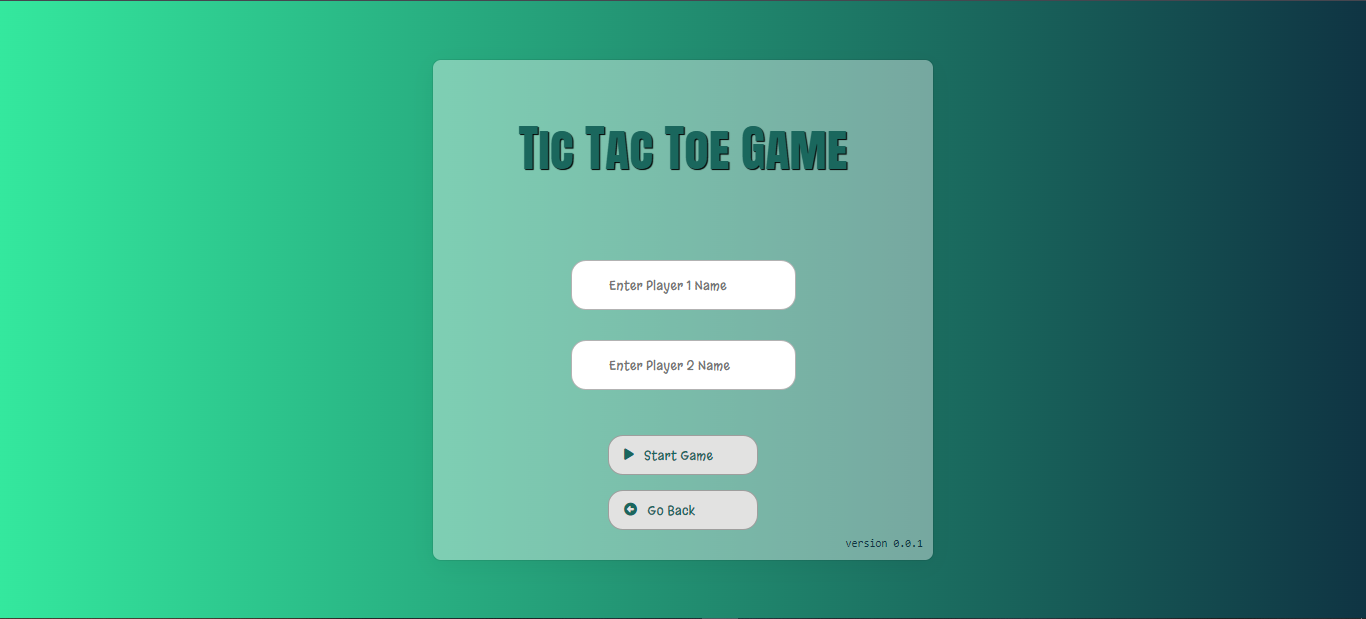 Tic Tac Toe Game
Enter Player 1 Name
Enter Player 2 Name
Start Game
Go Back
version 0.0.1